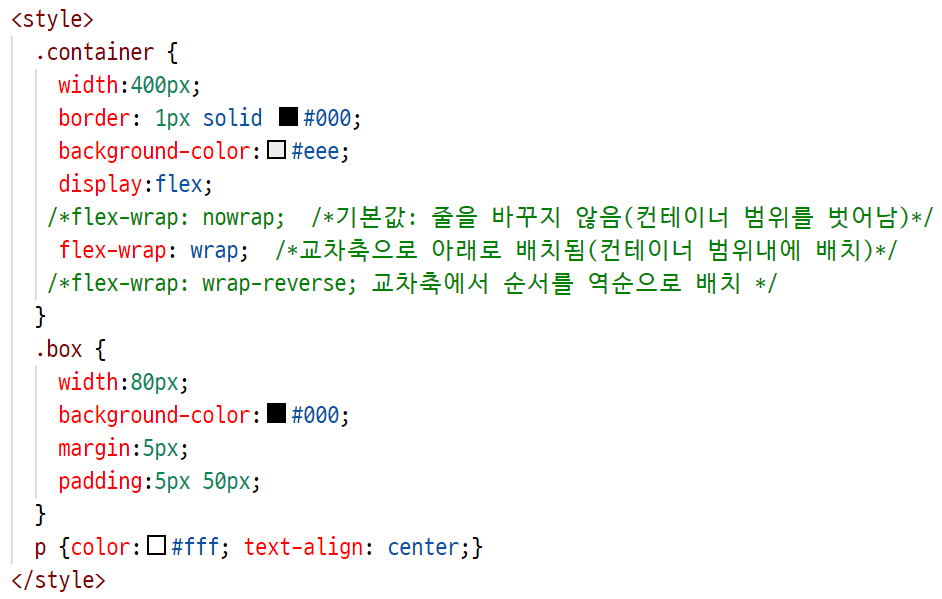 <style>
.container {
width:400px;
border: 1px solid #000;
background-color:#eee;
display:flex;
/*flex-wrap: nowrap;  /*기본값: 줄을 바꾸지 않음(컨테이너 범위를 벗어남)*/
flex-wrap: wrap;  /*교차축으로 아래로 배치됨(컨테이너 범위내에 배치)*/
/*flex-wrap: wrap-reverse; 교차축에서 순서를 역순으로 배치 */
}
.box {
width:80px;
background-color:#000;
margin:5px;
padding:5px 50px;
}
p {color:#fff; text-align: center;}
</style>